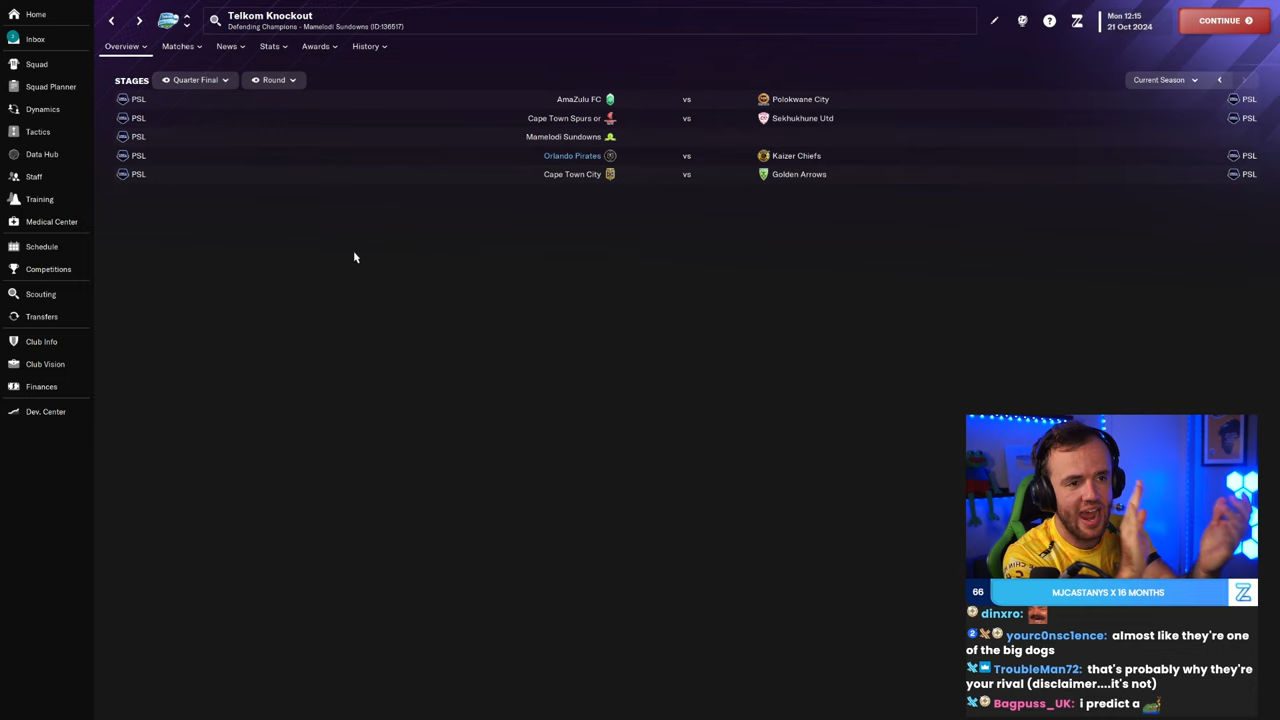 Home
Inbox
Squad
Squad Planner
Dynamics
Tactics
Data Hub
Staff
Training
Medical Center
Schedule
Competitions
Scouting
Transfers
Club Info
Club Vision
Finances
Dev. Center
Telkom Knockout
Defending Champions - Mamelodi Sundowns (ID:136517)
Mon 12:15
21 Oct 2024
CONTINUE
Overview Matches News Stats Awards History
STAGES Quarter Final Round Current Season
PSL AmaZulu FC vs Polokwane City PSL
PSL Cape Town Spurs or vs Sekhukhune Utd PSL
PSL Mamelodi Sundowns
PSL Orlando Pirates vs Kaizer Chiefs PSL
PSL Cape Town City vs Golden Arrows PSL
66 MJCASTANYS X 16 MONTHS
dinxro:
2 yourc0nsc1ence: almost like they're one
of the big dogs
TroubleMan72: that's probably why they're
your rival (disclaimer....it's not)
Bagpuss_UK: i predict a